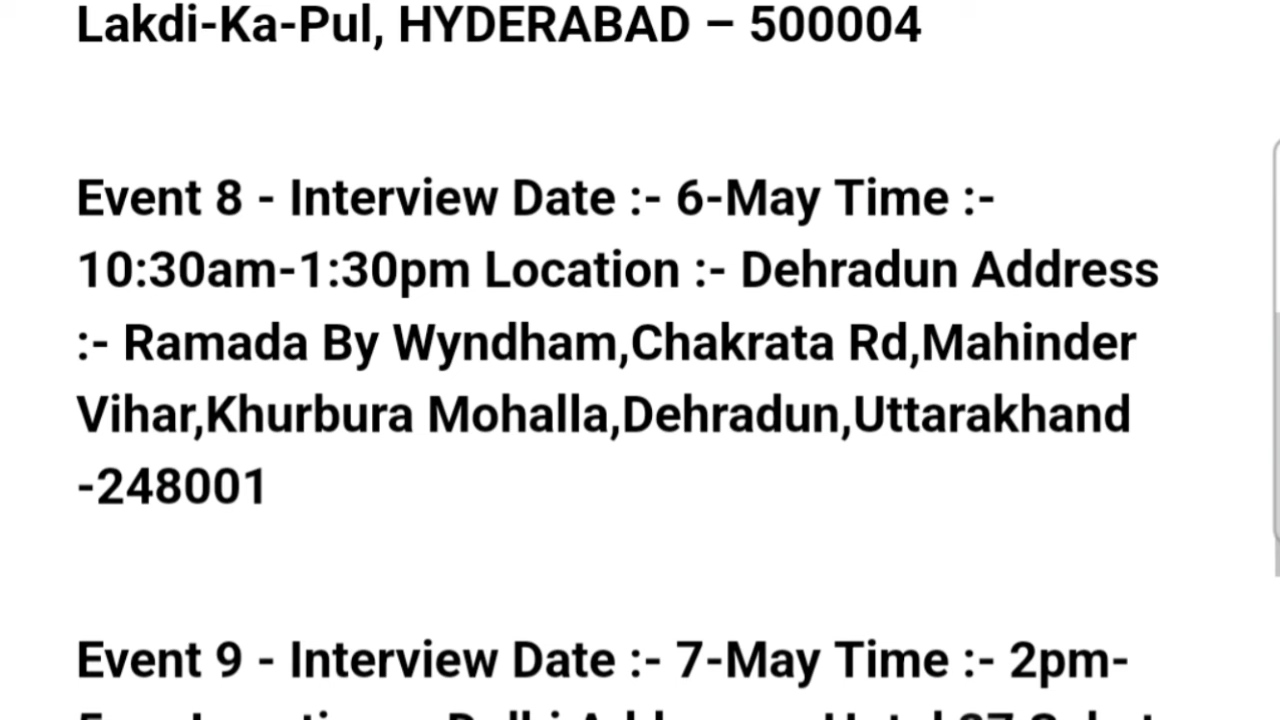 Lakdi-Ka-Pul, HYDERABAD – 500004
Event 8 - Interview Date :- 6-May Time :-
10:30am-1:30pm Location :- Dehradun Address
:- Ramada By Wyndham,Chakrata Rd,Mahinder
Vihar,Khurbura Mohalla,Dehradun,Uttarakhand
-248001
Event 9 - Interview Date :- 7-May Time :- 2pm-